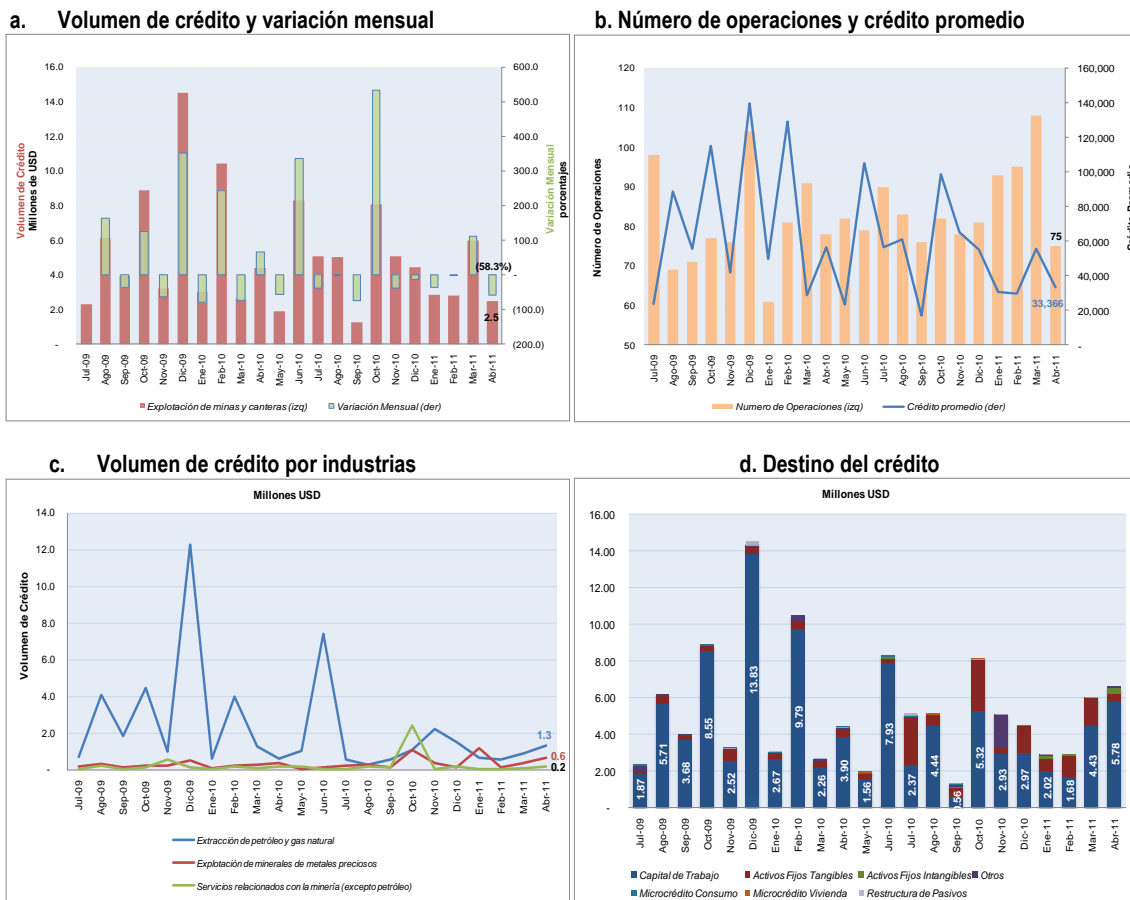 a. Volumen de crédito y variación mensual
16.0
14.0
12.0
10.0
8.0
6.0
4.0
2.0
-
Volumen de Crédito
Millones de USD
600.0
500.0
400.0
300.0
200.0
100.0
-
(100.0)
(200.0)
Variación Mensual
porcentajes
(58.3%)
2.5
Jul-09
Ago-09
Sep-09
Oct-09
Nov-09
Dic-09
Ene-10
Feb-10
Mar-10
Abr-10
May-10
Jun-10
Jul-10
Ago-10
Sep-10
Oct-10
Nov-10
Dic-10
Ene-11
Feb-11
Mar-11
Abr-11
Explotación de minas y canteras (izq)
Variación Mensual (der)
b. Número de operaciones y crédito promedio
120
110
100
90
80
70
60
50
Número de Operaciones
160,000
140,000
120,000
100,000
80,000
60,000
40,000
20,000
-
75
33,366
Jul-09
Ago-09
Sep-09
Oct-09
Nov-09
Dic-09
Ene-10
Feb-10
Mar-10
Abr-10
May-10
Jun-10
Jul-10
Ago-10
Sep-10
Oct-10
Nov-10
Dic-10
Ene-11
Feb-11
Mar-11
Abr-11
Numero de Operaciones (izq)
Crédito promedio (der)
c. Volumen de crédito por industrias
Millones USD
14.0
12.0
10.0
8.0
6.0
4.0
2.0
-
Volumen de Crédito
1.3
0.6
0.2
Jul-09
Ago-09
Sep-09
Oct-09
Nov-09
Dic-09
Ene-10
Feb-10
Mar-10
Abr-10
May-10
Jun-10
Jul-10
Ago-10
Sep-10
Oct-10
Nov-10
Dic-10
Ene-11
Feb-11
Mar-11
Abr-11
Extracción de petróleo y gas natural
Explotación de minerales de metales preciosos
Servicios relacionados con la minería (excepto petróleo)
d. Destino del crédito
Millones USD
16.00
14.00
12.00
10.00
8.00
6.00
4.00
2.00
-
1.87
5.71
3.68
8.55
2.52
13.83
2.67
9.79
2.26
3.90
1.56
7.93
2.37
4.44
0.56
5.32
2.93
2.97
2.02
1.68
4.43
5.78
Jul-09
Ago-09
Sep-09
Oct-09
Nov-09
Dic-09
Ene-10
Feb-10
Mar-10
Abr-10
May-10
Jun-10
Jul-10
Ago-10
Sep-10
Oct-10
Nov-10
Dic-10
Ene-11
Feb-11
Mar-11
Abr-11
Capital de Trabajo
Activos Fijos Tangibles
Activos Fijos Intangibles
Otros
Microcrédito Consumo
Microcrédito Vivienda
Restructura de Pasivos